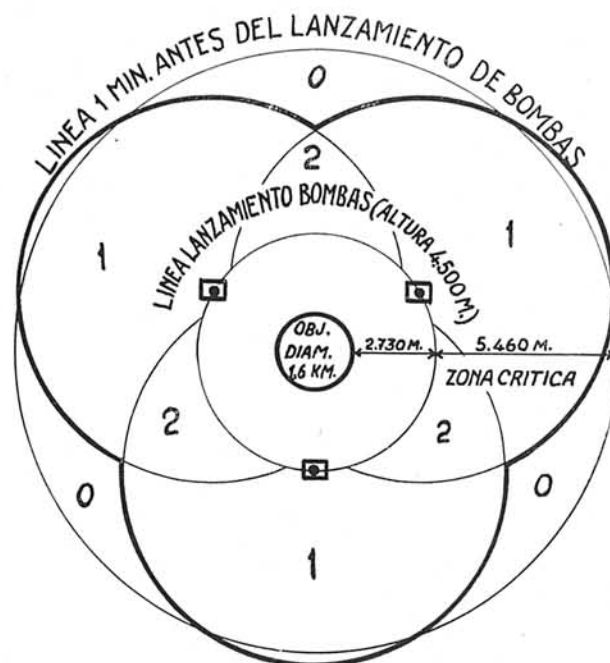 LINEA 1 MIN. ANTES DEL LANZAMIENTO DE BOMBAS
0
2
LINEA LANZAMIENTO BOMBAS (ALTURA 4,500 M.)
1
1
OBJ.
DIAM.
1,6 KM.
2.730 M.
5.460 M.
ZONA CRITICA
2
2
0
0
1